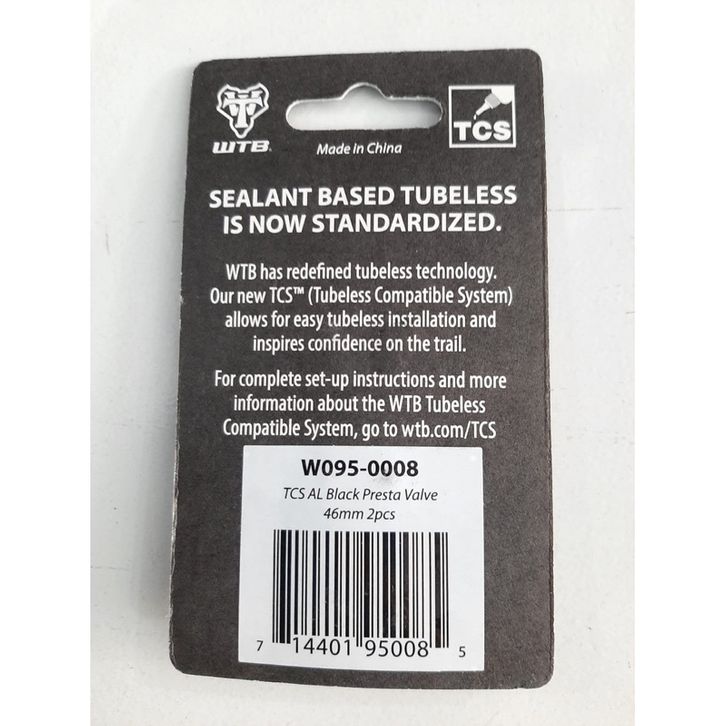 WTB
Made in China
TCS
SEALANT BASED TUBELESS
IS NOW STANDARDIZED.
WTB has redefined tubeless technology.
Our new TCS™ (Tubeless Compatible System)
allows for easy tubeless installation and
inspires confidence on the trail.
For complete set-up instructions and more
information about the WTB Tubeless
Compatible System, go to wtb.com/TCS
W095-0008
TCS AL Black Presta Valve
46mm 2pcs
7 14401 95008 5